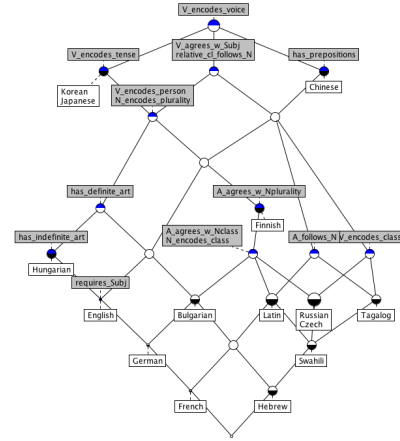 V_encodes_voice
V_encodes_tense
V_agrees_w_Subj
relative_cl_follows_N
has_prepositions
Korean
Japanese
V_encodes_person
N_encodes_plurality
Chinese
has_definite_art
A_agrees_w_Nplurality
Finnish
has_indefinite_art
A_agrees_w_Nclass
N_encodes_class
A_follows_N
V_encodes_class
Hungarian
requires_Subj
English
Bulgarian
Latin
Russian
Czech
Tagalog
German
Swahili
French
Hebrew